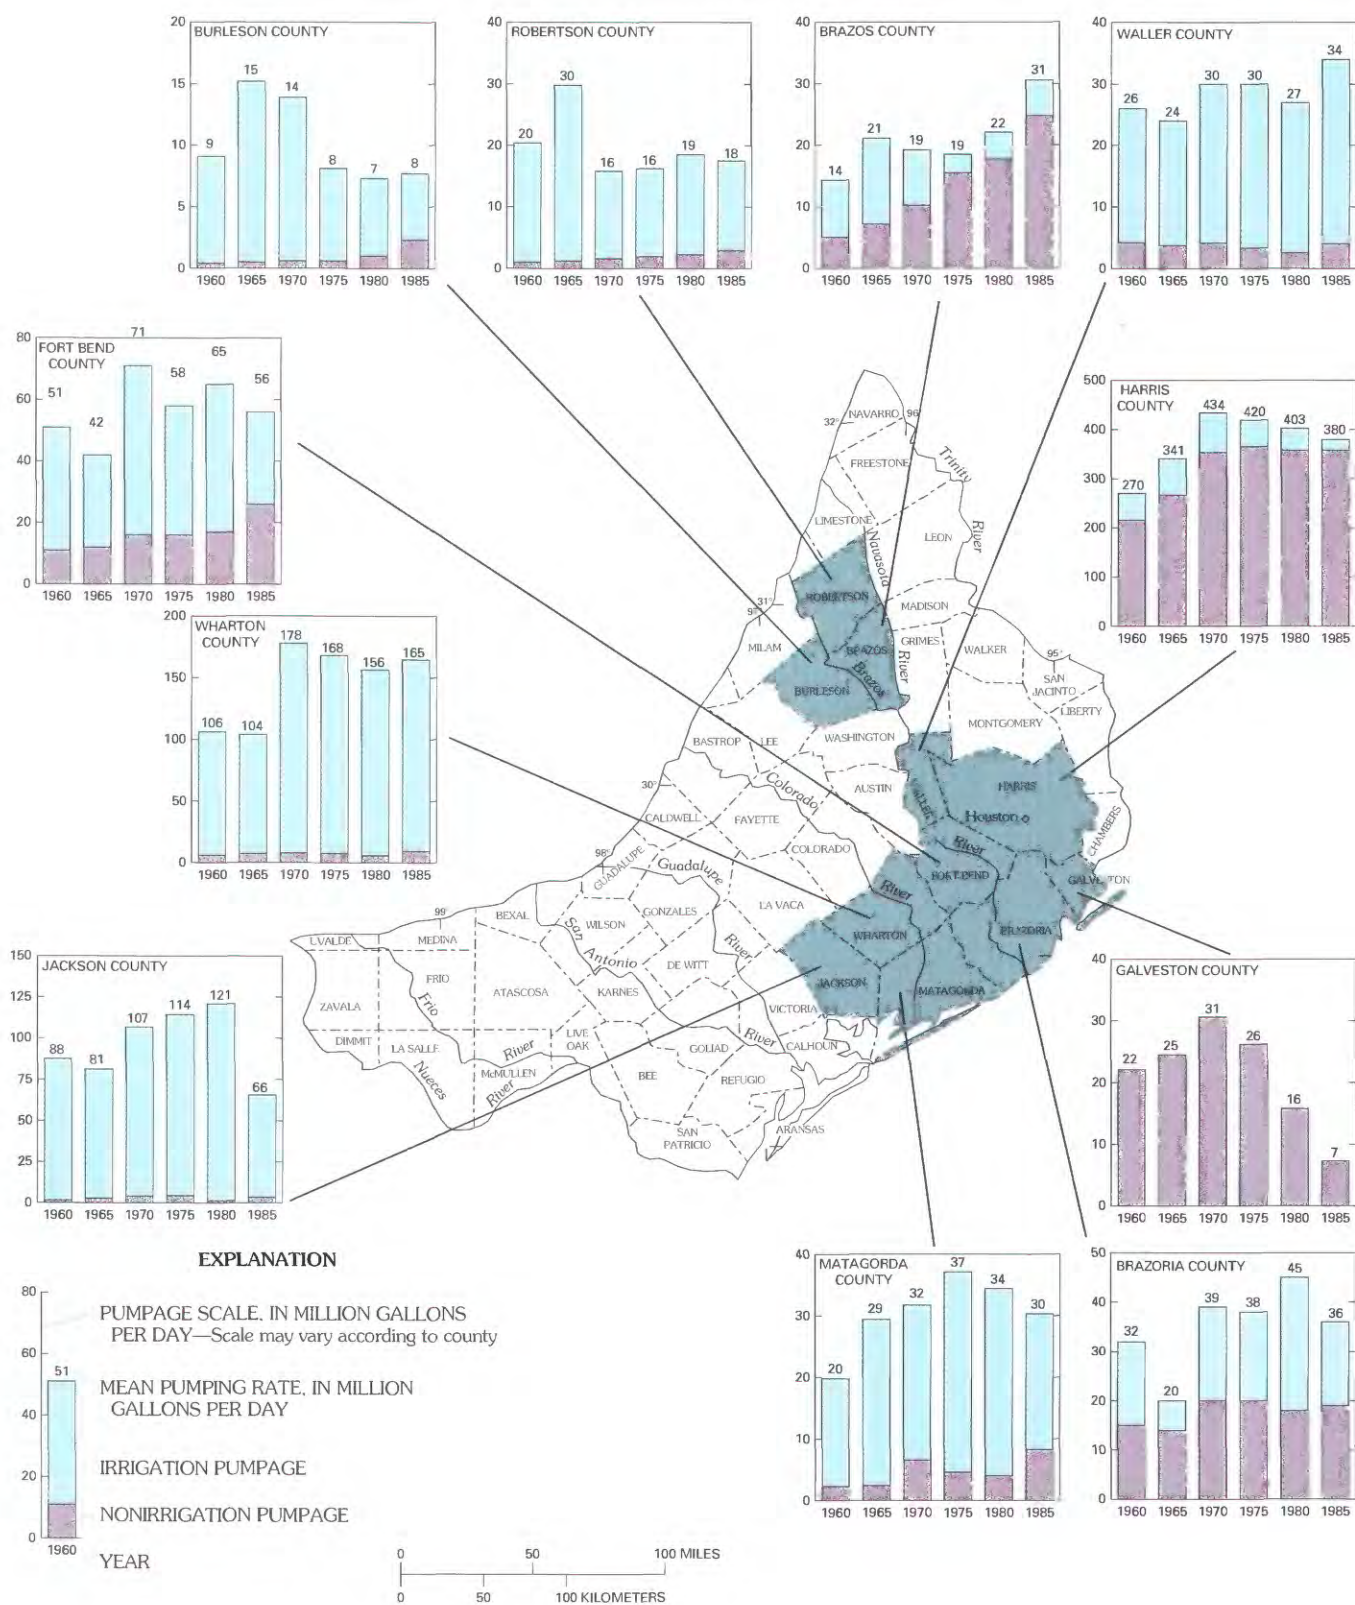 BURLESON COUNTY
20
15
10
5
0
9
15
14
8
7
8
1960 1965 1970 1975 1980 1985
ROBERTSON COUNTY
40
30
20
10
0
20
30
16
16
19
18
1960 1965 1970 1975 1980 1985
BRAZOS COUNTY
40
30
20
10
0
14
21
19
19
22
31
1960 1965 1970 1975 1980 1985
WALLER COUNTY
40
30
20
10
0
26
24
30
30
27
34
1960 1965 1970 1975 1980 1985
FORT BEND
COUNTY
80
60
40
20
0
51
42
71
58
65
56
1960 1965 1970 1975 1980 1985
HARRIS
COUNTY
500
400
300
200
100
0
270
341
434
420
403
380
1960 1965 1970 1975 1980 1985
WHARTON
COUNTY
200
150
100
50
0
106
104
178
168
156
165
1960 1965 1970 1975 1980 1985
JACKSON COUNTY
150
125
100
75
50
25
0
88
81
107
114
121
66
1960 1965 1970 1975 1980 1985
GALVESTON COUNTY
40
30
20
10
0
22
25
31
26
16
7
1960 1965 1970 1975 1980 1985
MATAGORDA
COUNTY
40
30
20
10
0
20
29
32
37
34
30
1960 1965 1970 1975 1980 1985
BRAZORIA COUNTY
50
40
30
20
10
0
32
20
39
38
45
36
1960 1965 1970 1975 1980 1985
32°
NAVARRO
96°
Trinity
River
FREESTONE
LIMESTONE
Navasota
River
LEON
ROBERTSON
31°
MADISON
GRIMES
WALKER
95°
SAN
JACINTO
LIBERTY
MILAM
BRAZOS
Brazos
River
BURLESON
MONTGOMERY
BASTROP
LEE
WASHINGTON
HARRIS
Houston
AUSTIN
Colorado
River
30°
CALDWELL
FAYETTE
COLORADO
CHAMBERS
98°
GUADALUPE
Guadalupe
River
FORT BEND
GALVESTON
GONZALES
LA VACA
WHARTON
BRAZORIA
99°
BEXAL
WILSON
San
Antonio
River
UVALDE
MEDINA
DE WITT
JACKSON
MATAGORDA
FRIO
Frio
River
ATASCOSA
KARNES
VICTORIA
ZAVALA
DIMMIT
LA SALLE
LIVE
OAK
GOLIAD
CALHOUN
McMULLEN
Nueces
River
BEE
REFUGIO
SAN
PATRICIO
ARANSAS
EXPLANATION
80
60
40
20
0
51
1960
PUMPAGE SCALE, IN MILLION GALLONS
PER DAY—Scale may vary according to county
MEAN PUMPING RATE, IN MILLION
GALLONS PER DAY
IRRIGATION PUMPAGE
NONIRRIGATION PUMPAGE
YEAR
0 50 100 MILES
0 50 100 KILOMETERS